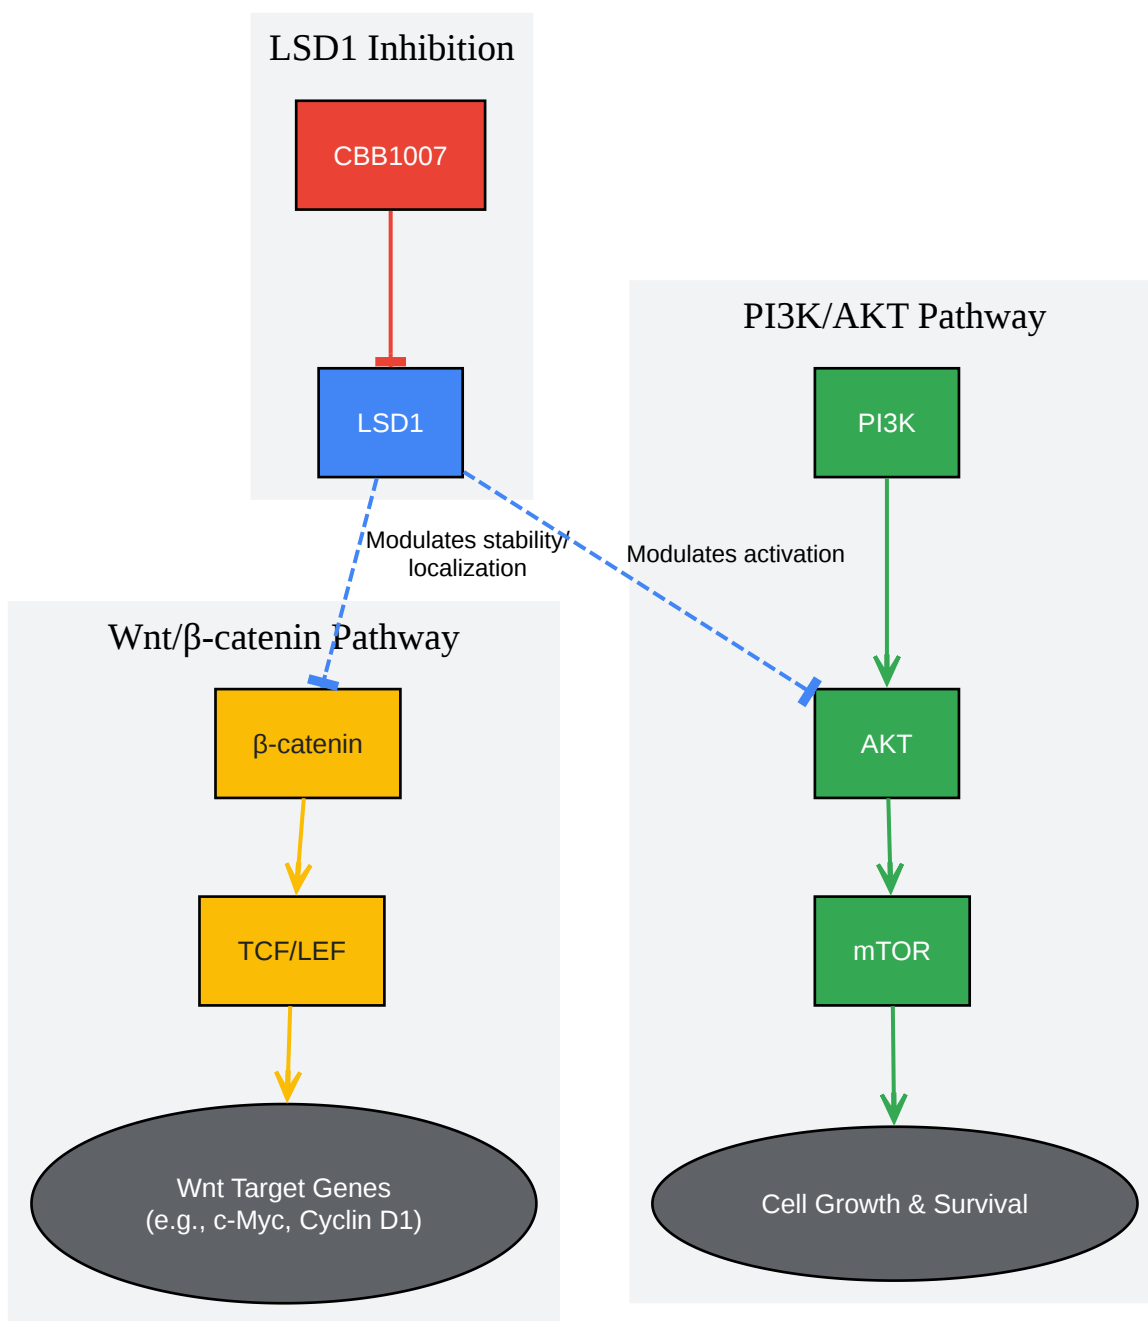 LSD1 Inhibition
CBB1007
LSD1
Modulates stability/
localization
Modulates activation
PI3K/AKT Pathway
PI3K
AKT
mTOR
Cell Growth & Survival
Wnt/β-catenin Pathway
β-catenin
TCF/LEF
Wnt Target Genes
(e.g., c-Myc, Cyclin D1)